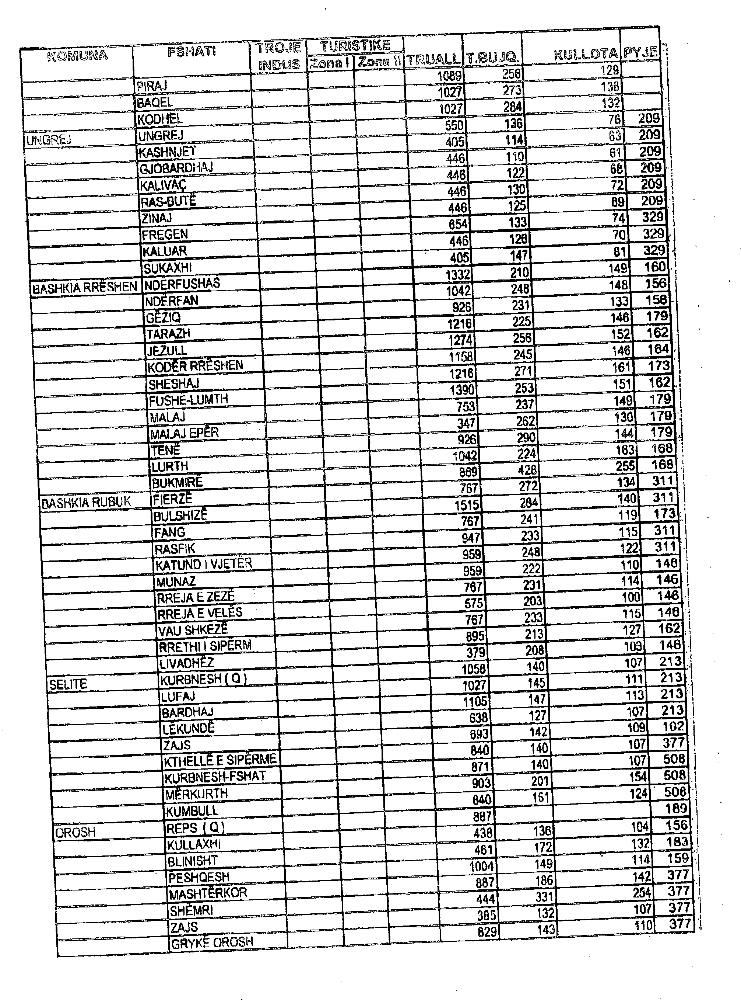 KOMUNA FSHATI TROJE INDUS TURISTIKE Zona I Zona II TRUALL T.BUJQ. KULLOTA PYJE
PIRAJ 1089 256 129
BAQEL 1027 273 138
KODHEL 1027 284 132
UNGREJ UNGREJ 550 136 76 209
KASHNJET 405 114 63 209
GJOBARDHAJ 446 110 61 209
KALIVAÇ 446 122 68 209
RAS-BUTË 446 130 72 209
ZINAJ 446 125 209
FREGEN 654 133 74 329
KALUAR 446 126 70 329
SUKAXHI 405 147 81 329
BASHKIA RRËSHEN NDËRFUSHAS 1332 210 149 160
NDËRFAN 1042 248 148 156
GËZIQ 926 231 133 158
TARAZH 1216 225 146 179
JEZULL 1274 256 152 162
KODËR RRËSHEN 1158 245 146 184
SHESHAJ 1216 271 161 173
FUSHE-LUMTH 1390 253 151 162
MALAJ 753 237 149 179
MALAJ EPËR 347 262 130 179
TENË 926 290 144 179
LURTH 1042 224 163 168
BUKMIRË 869 428 255 168
BASHKIA RUBUK FIERZË 767 272 134 311
BULSHIZË 1515 284 140 311
FANG 767 241 119 173
RASFIK 947 233 115 311
KATUND I VJETËR 959 248 122 311
MUNAZ 959 222 110 146
RREJA E ZEZË 767 231 114 146
RREJA E VELËS 575 203 100 146
VAU SHKEZË 767 233 115 146
RRETHI I SIPËRM 895 213 127 162
LIVADHËZ 379 208 103 146
SELITE KURBNESH ( Q ) 1058 140 107 213
LUFAJ 1027 145 111 213
BARDHAJ 1105 147 113 213
LËKUNDË 638 127 107 213
ZAJS 693 142 109 162
KTHELLË E SIPËRME 840 140 107 377
KURBNESH-FSHAT 871 140 107 508
MËRKURTH 903 201 154 508
KUMBULL 840 161 124 508
OROSH REPS ( Q ) 887 189
KULLAXHI 438 136 104 156
BLINISHT 461 172 132 183
PESHQESH 1004 149 114 159
MASHTËRKOR 887 186 142 377
SHËMRI 444 331 254 377
ZAJS 385 132 107 377
GRYKË OROSH 829 143 110 377